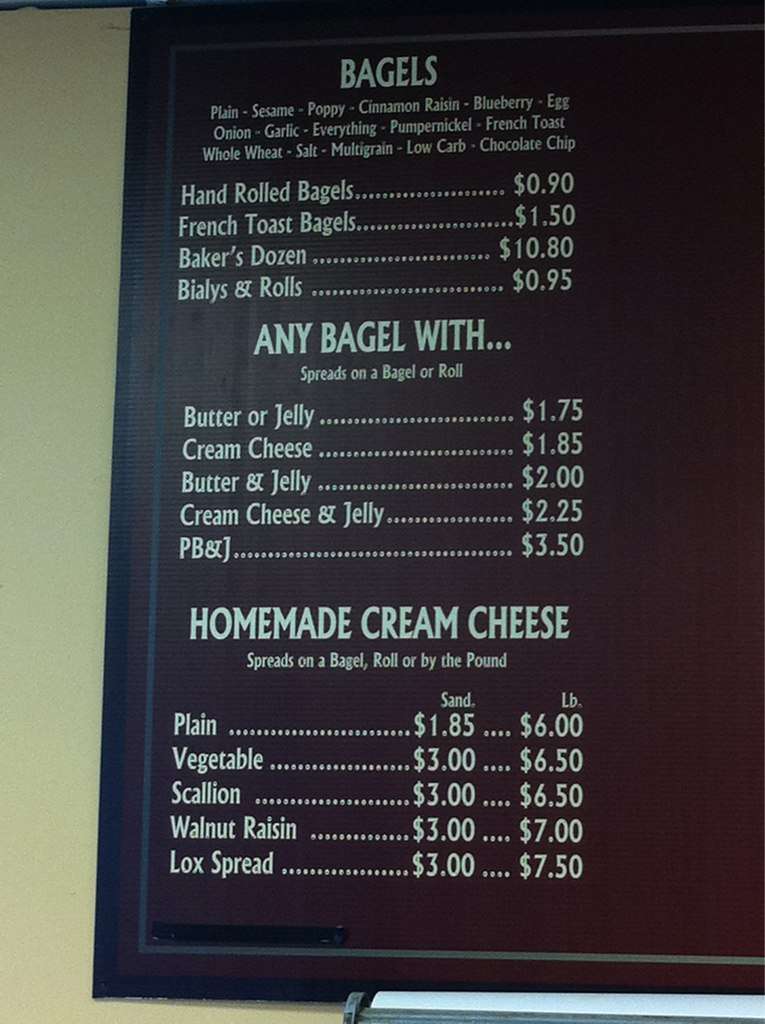 BAGELS
Plain - Sesame - Poppy - Cinnamon Raisin - Blueberry - Egg
Onion - Garlic - Everything - Pumpernickel - French Toast
Whole Wheat - Salt - Multigrain - Low Carb - Chocolate Chip
Hand Rolled Bagels...................... $0.90
French Toast Bagels.......................$1.50
Baker's Dozen .......................... $10.80
Bialys & Rolls ............................ $0.95
ANY BAGEL WITH...
Spreads on a Bagel or Roll
Butter or Jelly ............................ $1.75
Cream Cheese ............................ $1.85
Butter & Jelly ............................ $2.00
Cream Cheese & Jelly.................. $2.25
PB&J........................................ $3.50
HOMEMADE CREAM CHEESE
Spreads on a Bagel, Roll or by the Pound
Sand. Lb.
Plain ..........................$1.85 .... $6.00
Vegetable ....................$3.00 .... $6.50
Scallion ......................$3.00 .... $6.50
Walnut Raisin ..............$3.00 .... $7.00
Lox Spread ..................$3.00 .... $7.50